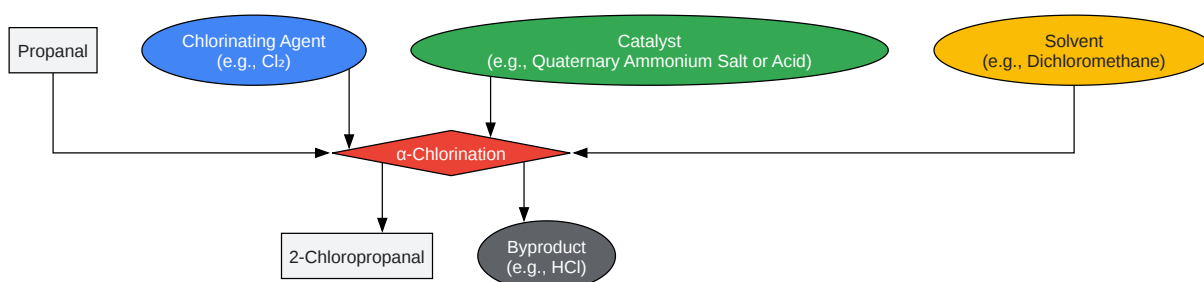 Propanal
Chlorinating Agent
(e.g., Cl₂)
Catalyst
(e.g., Quaternary Ammonium Salt or Acid)
Solvent
(e.g., Dichloromethane)
α-Chlorination
2-Chloropropanal
Byproduct
(e.g., HCl)